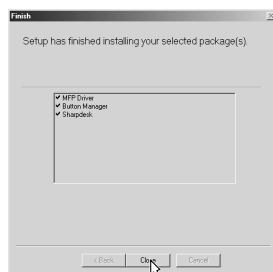 Finish
Setup has finished installing your selected package(s).
MFP Driver
Button Manager
Sharpdesk
< Back
Close
Cancel